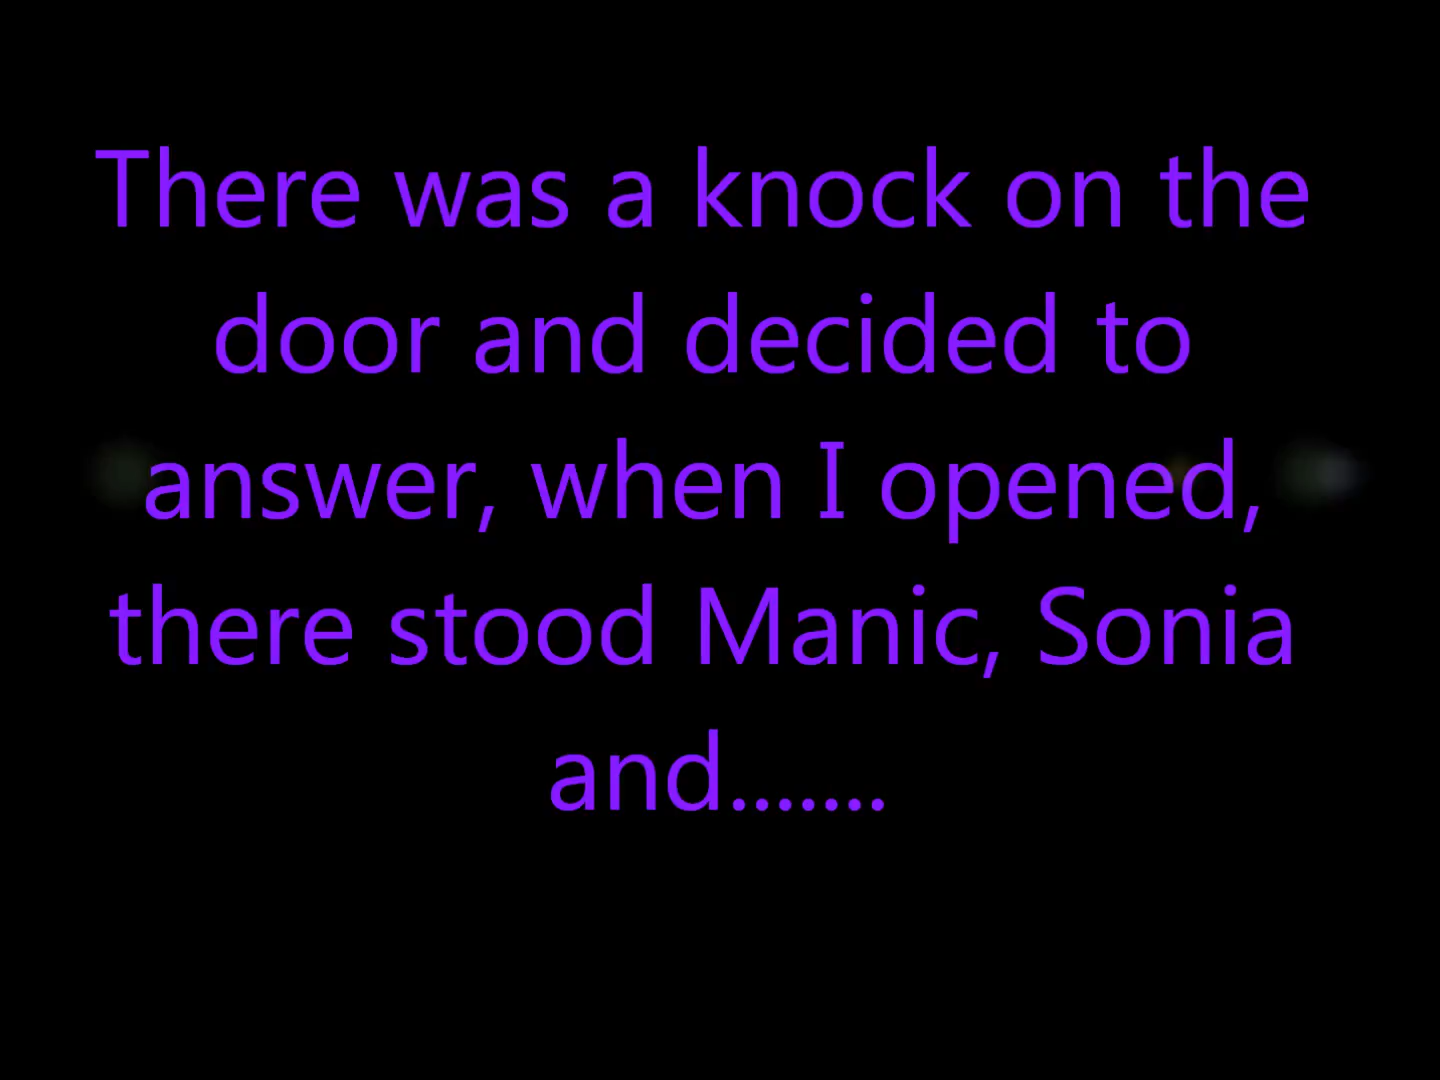 There was a knock on the
door and decided to
answer, when I opened,
there stood Manic, Sonia
and.......